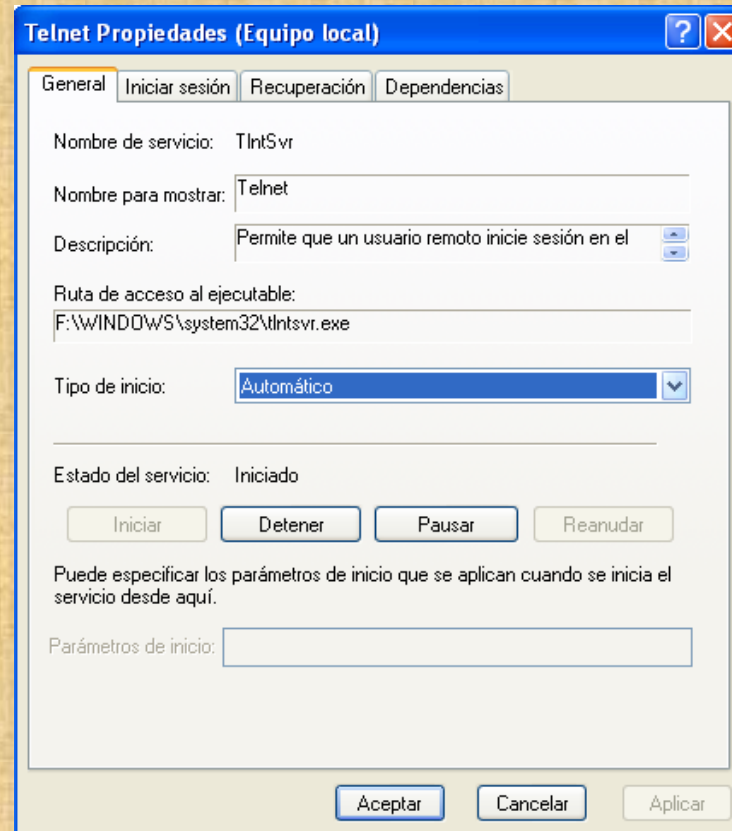 Telnet Propiedades (Equipo local)
General Iniciar sesión Recuperación Dependencias
Nombre de servicio: TlntSvr
Nombre para mostrar: Telnet
Descripción: Permite que un usuario remoto inicie sesión en el
Ruta de acceso al ejecutable:
F:\WINDOWS\system32\tlntsvr.exe
Tipo de inicio: Automático
Estado del servicio: Iniciado
Iniciar Detener Pausar Reanudar
Puede especificar los parámetros de inicio que se aplican cuando se inicia el
servicio desde aquí.
Parámetros de inicio:
Aceptar Cancelar Aplicar